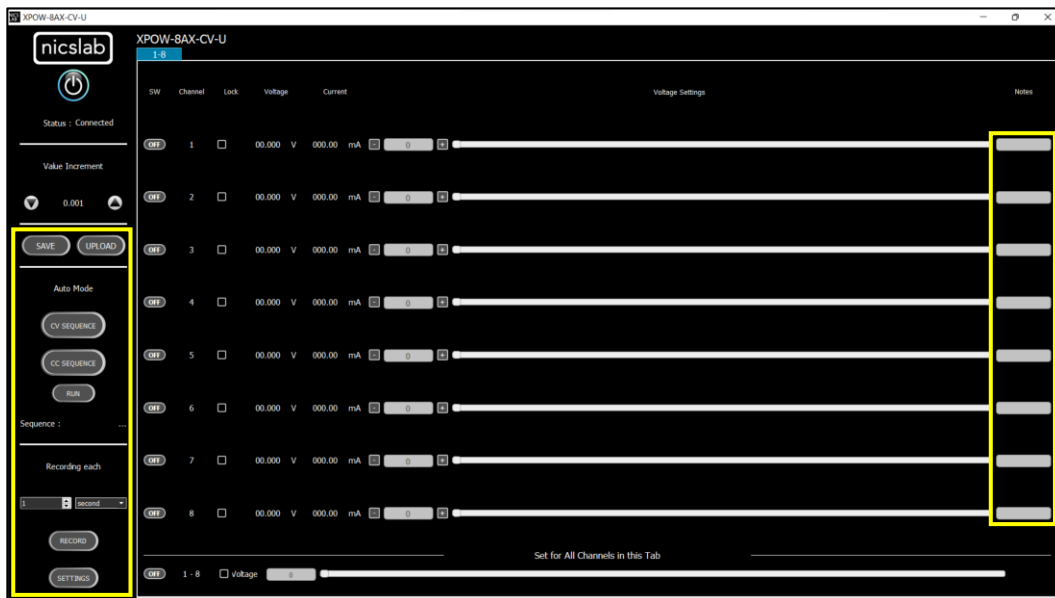 XPOW-8AX-CV-U
nicslab
XPOW-8AX-CV-U
1-8
Status : Connected
Value Increment
0.001
SAVE UPLOAD
Auto Mode
CV SEQUENCE
CC SEQUENCE
RUN
Sequence : ...
Recording each
1 second
RECORD
SETTINGS
SW Channel Lock Voltage Current Voltage Settings Notes
OFF 1 00.000 V 000.00 mA - 0 +
OFF 2 00.000 V 000.00 mA - 0 +
OFF 3 00.000 V 000.00 mA - 0 +
OFF 4 00.000 V 000.00 mA - 0 +
OFF 5 00.000 V 000.00 mA - 0 +
OFF 6 00.000 V 000.00 mA - 0 +
OFF 7 00.000 V 000.00 mA - 0 +
OFF 8 00.000 V 000.00 mA - 0 +
Set for All Channels in this Tab
OFF 1 - 8 Voltage 0